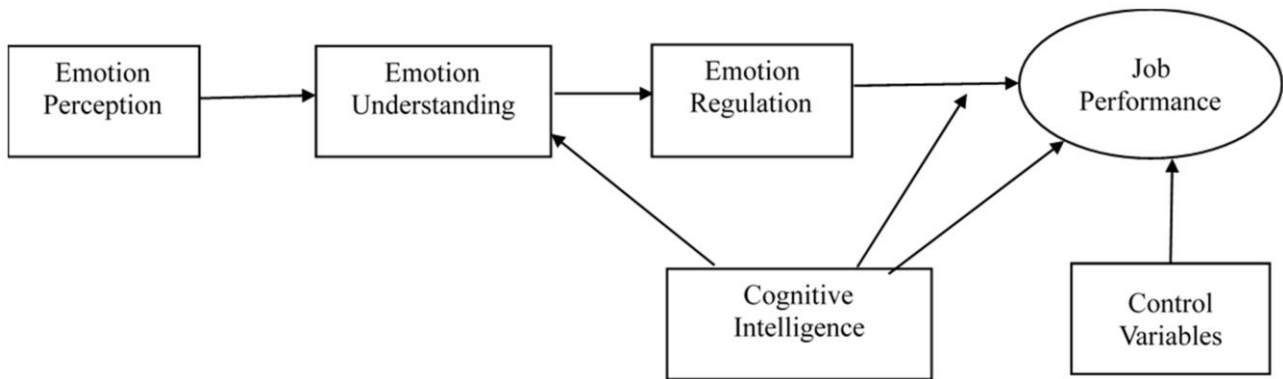 Emotion
Perception
Emotion
Understanding
Emotion
Regulation
Job
Performance
Cognitive
Intelligence
Control
Variables